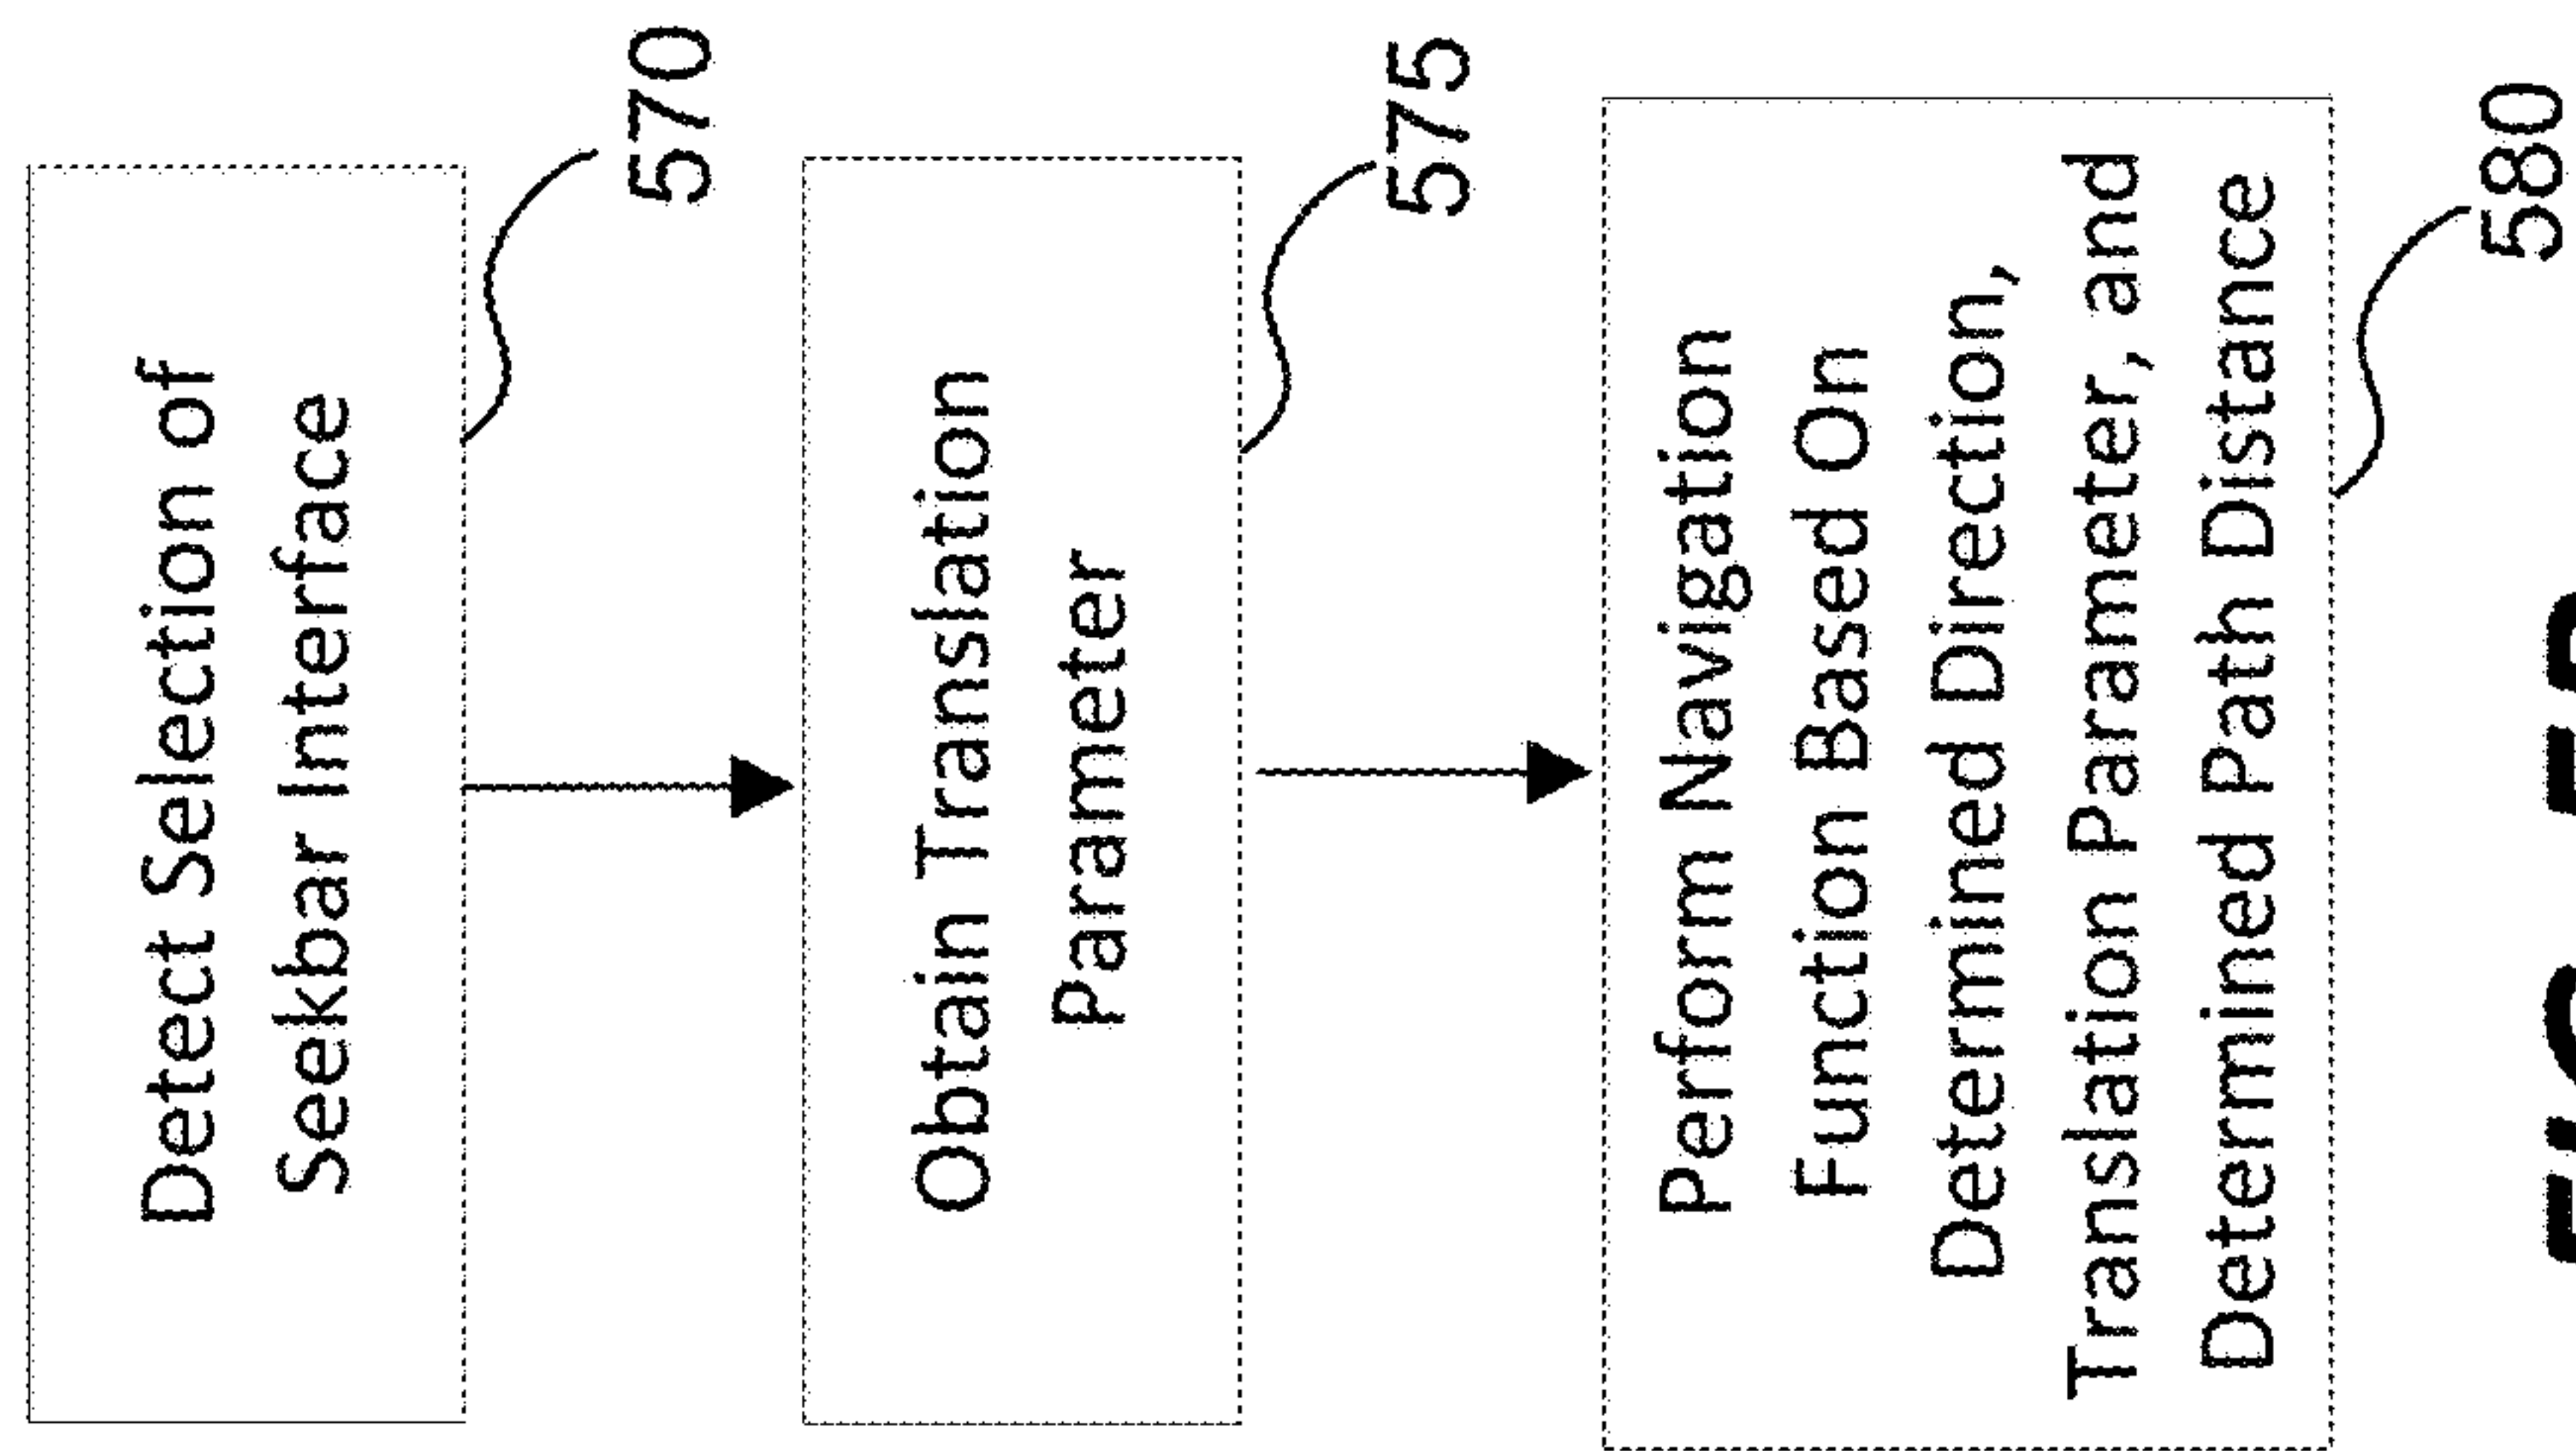 Detect Selection of
Seekbar Interface
570
Obtain Translation
Parameter
575
Perform Navigation
Function Based On
Determined Direction,
Translation Parameter, and
Determined Path Distance
580